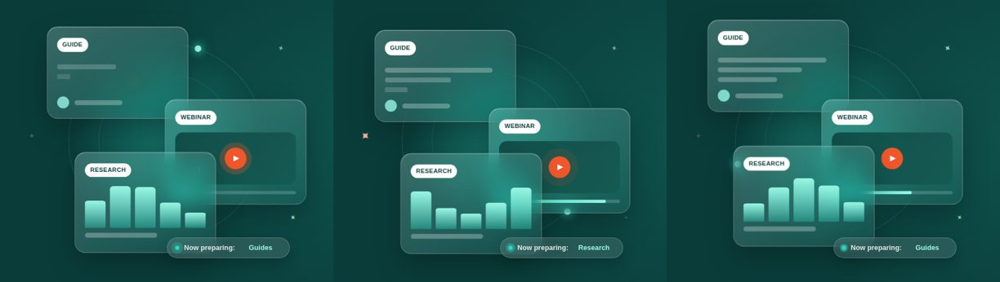 GUIDE
WEBINAR
RESEARCH
Now preparing: Guides
GUIDE
WEBINAR
RESEARCH
Now preparing: Research
GUIDE
WEBINAR
RESEARCH
Now preparing: Guides